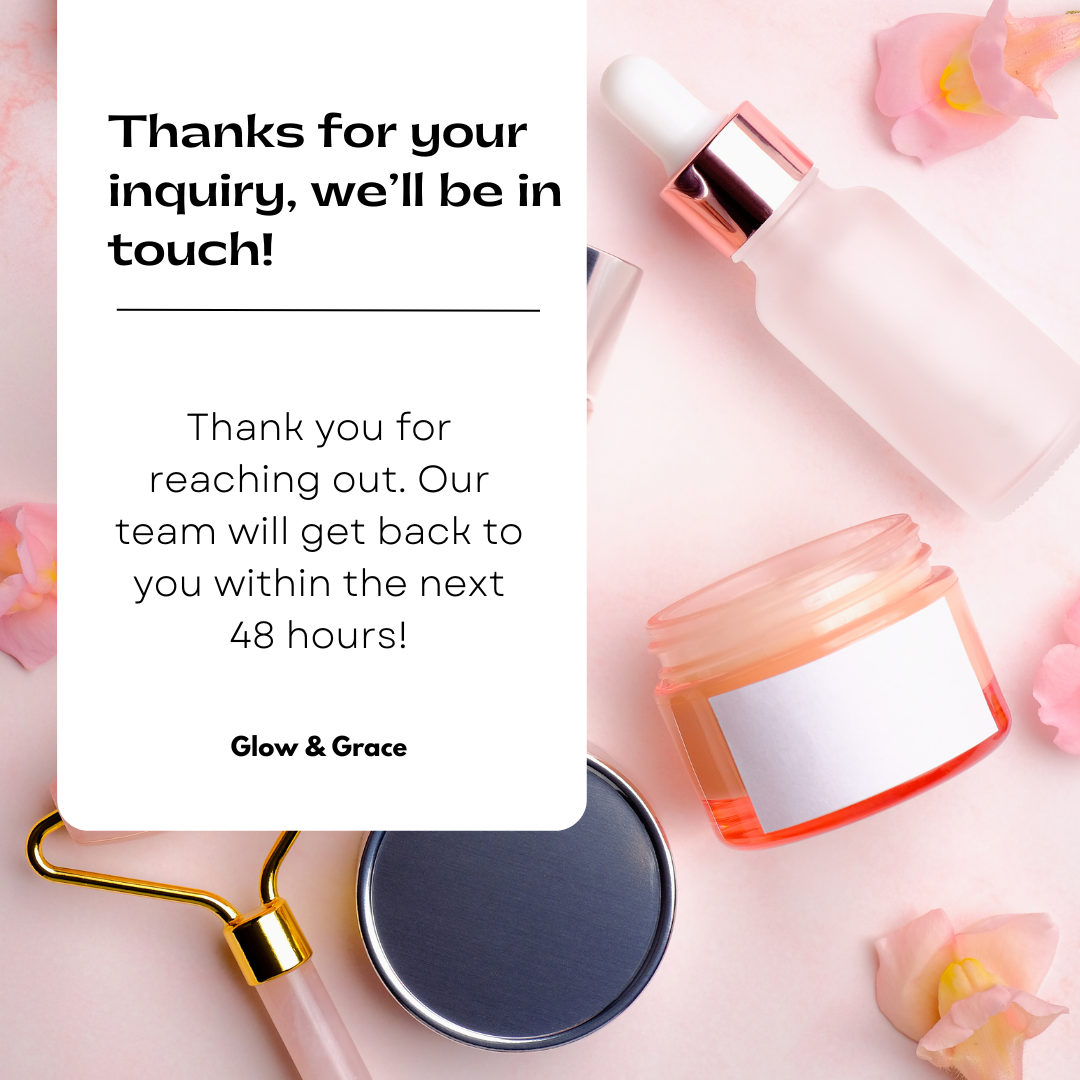 Thanks for your
inquiry, we’ll be in
touch!
Thank you for
reaching out. Our
team will get back to
you within the next
48 hours!
Glow & Grace